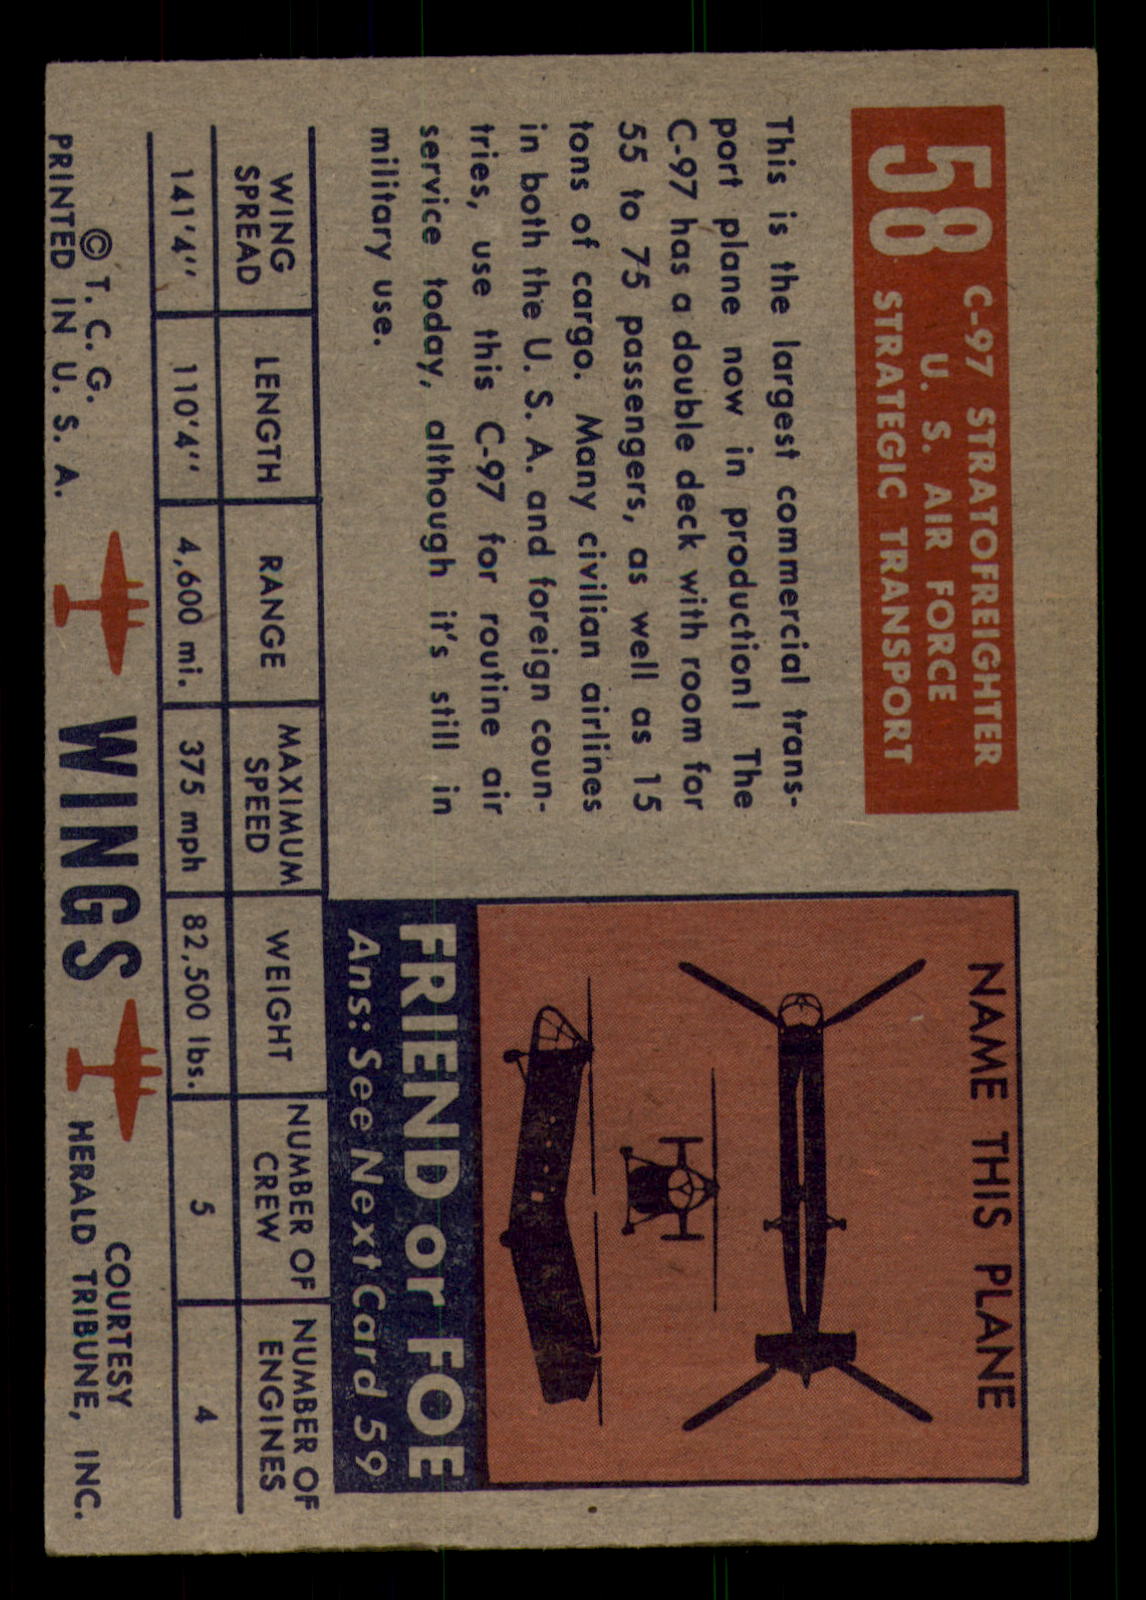 58
C-97 STRATOFREIGHTER
U. S. AIR FORCE
STRATEGIC TRANSPORT
This is the largest commercial trans-
port plane now in production! The
C-97 has a double deck with room for
55 to 75 passengers, as well as 15
tons of cargo. Many civilian airlines
in both the U. S. A. and foreign coun-
tries, use this C-97 for routine air
service today, although it's still in
military use.
NAME THIS PLANE
FRIEND or FOE
Ans: See Next Card 59
WING SPREAD LENGTH RANGE MAXIMUM SPEED WEIGHT NUMBER OF CREW NUMBER OF ENGINES
141'4" 110'4" 4,600 mi. 375 mph 82,500 lbs. 5 4
© T. C. G.
PRINTED IN U. S. A.
WINGS
COURTESY
HERALD TRIBUNE, INC.